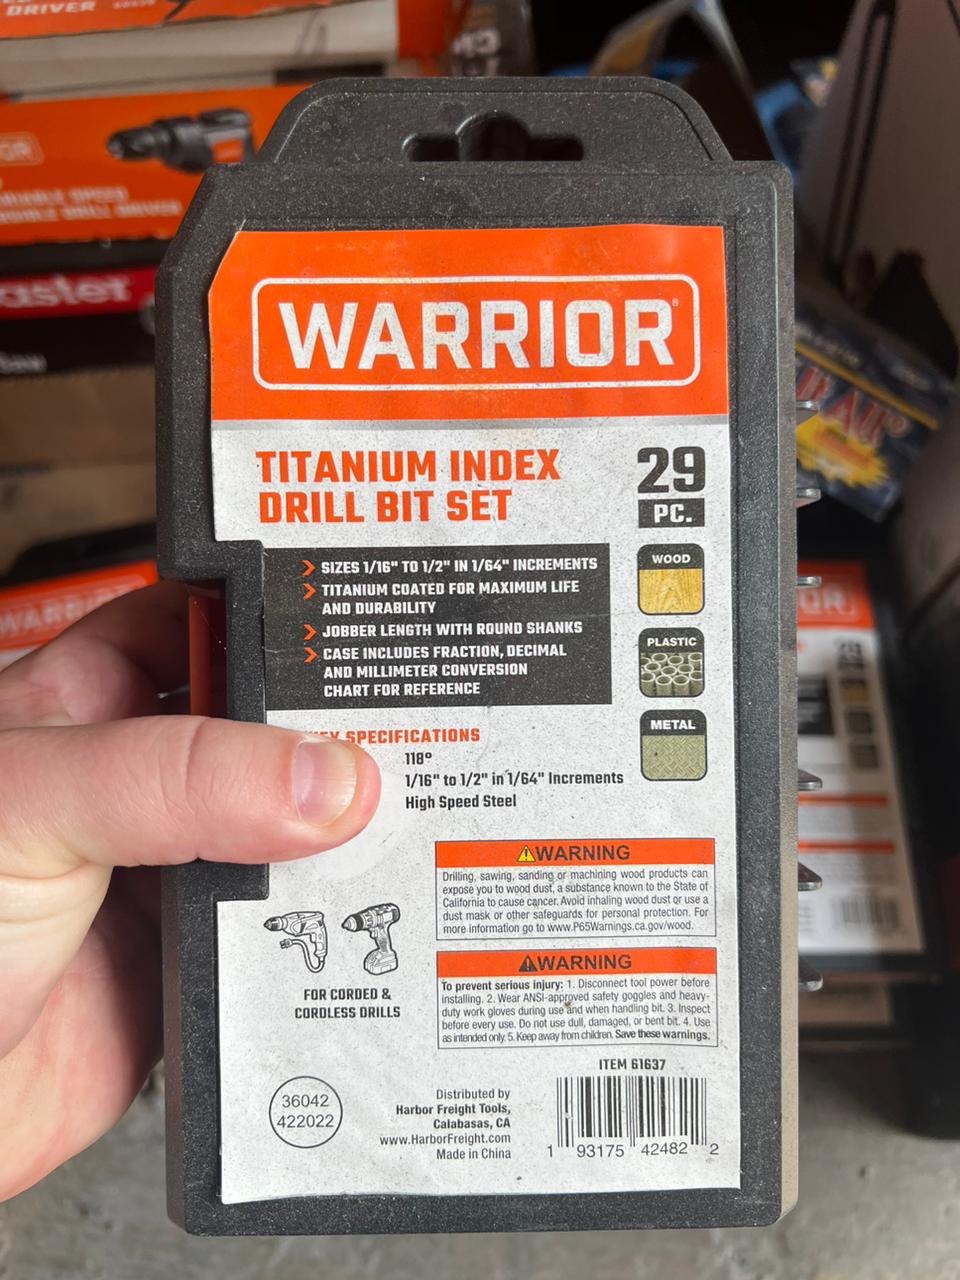 DRIVER
aster
WARRIOR®
TITANIUM INDEX
DRILL BIT SET
29
PC.
SIZES 1/16" TO 1/2" IN 1/64" INCREMENTS
TITANIUM COATED FOR MAXIMUM LIFE
AND DURABILITY
JOBBER LENGTH WITH ROUND SHANKS
CASE INCLUDES FRACTION, DECIMAL
AND MILLIMETER CONVERSION
CHART FOR REFERENCE
WOOD
PLASTIC
METAL
SPECIFICATIONS
118°
1/16" to 1/2" in 1/64" Increments
High Speed Steel
WARNING
Drilling, sawing, sanding or machining wood products can
expose you to wood dust, a substance known to the State of
California to cause cancer. Avoid inhaling wood dust or use a
dust mask or other safeguards for personal protection. For
more information go to www.P65Warnings.ca.gov/wood.
WARNING
To prevent serious injury: 1. Disconnect tool power before
installing. 2. Wear ANSI-approved safety goggles and heavy-
duty work gloves during use and when handling bit. 3. Inspect
before every use. Do not use dull, damaged, or bent bit. 4. Use
as intended only. 5. Keep away from children. Save these warnings.
FOR CORDED &
CORDLESS DRILLS
36042
422022
Distributed by
Harbor Freight Tools,
Calabasas, CA
www.HarborFreight.com
Made in China
ITEM 61637
1 93175 42482 2
WARRIOR
29